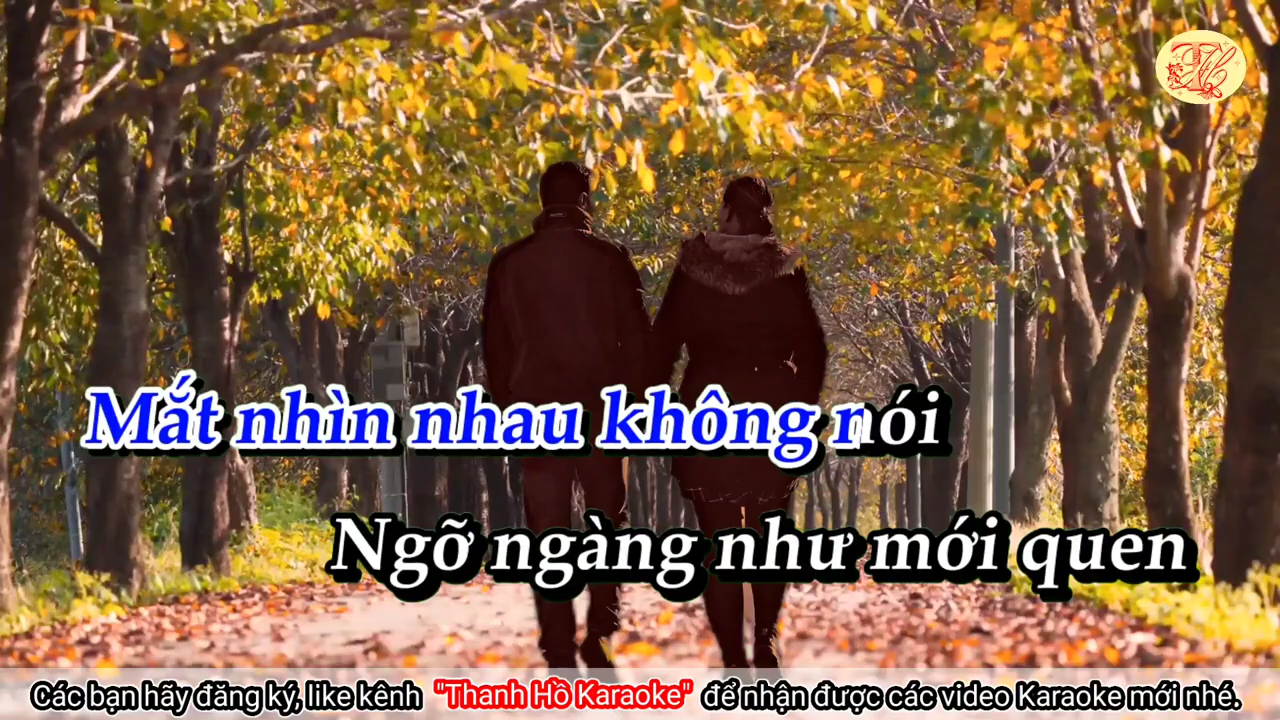 Mắt nhìn nhau không nói
Ngỡ ngàng như mới quen
Các bạn hãy đăng ký, like kênh "Thanh Hồ Karaoke" để nhận được các video Karaoke mới nhé.